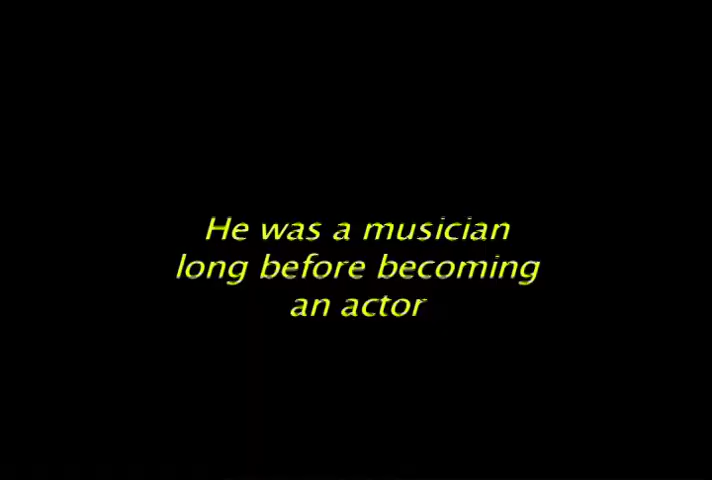 He was a musician
long before becoming
an actor